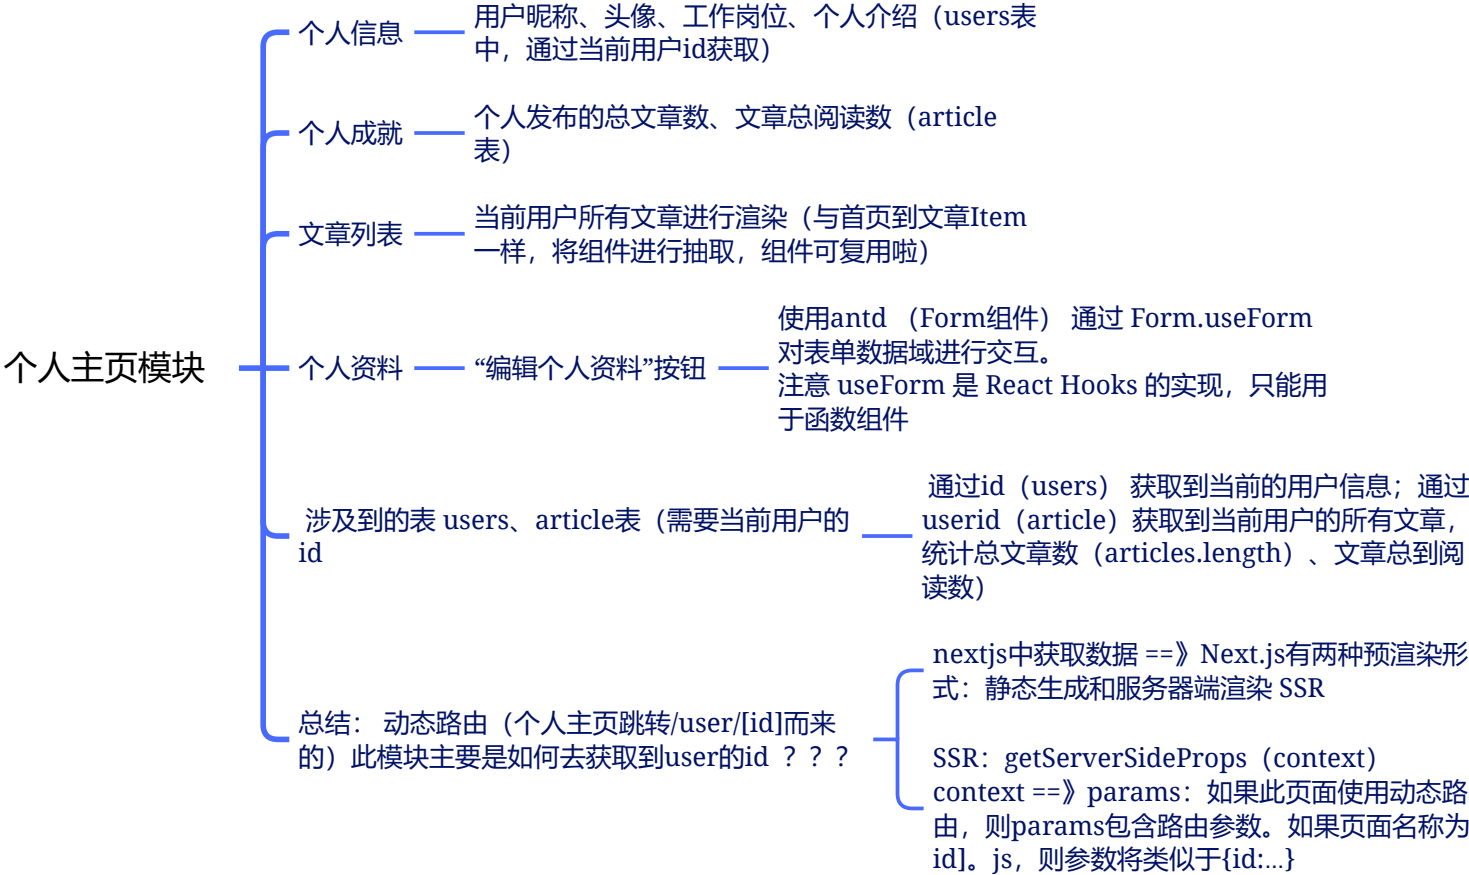 个人主页模块
个人信息
用户昵称、头像、工作岗位、个人介绍（users表
中，通过当前用户id获取）
个人成就
个人发布的总文章数、文章总阅读数（article
表）
文章列表
当前用户所有文章进行渲染（与首页到文章Item
一样，将组件进行抽取，组件可复用啦）
个人资料
“编辑个人资料”按钮
使用antd （Form组件） 通过 Form.useForm
对表单数据域进行交互。
注意 useForm 是 React Hooks 的实现，只能用
于函数组件
涉及到的表 users、article表（需要当前用户的
id
通过id（users） 获取到当前的用户信息；通过
userid（article）获取到当前用户的所有文章，
统计总文章数（articles.length）、文章总到阅
读数）
总结： 动态路由（个人主页跳转/user/[id]而来
的）此模块主要是如何去获取到user的id ？？？
nextjs中获取数据 ==》Next.js有两种预渲染形
式：静态生成和服务器端渲染 SSR
SSR：getServerSideProps（context）
context ==》params：如果此页面使用动态路
由，则params包含路由参数。如果页面名称为
id]。js，则参数将类似于{id:...}